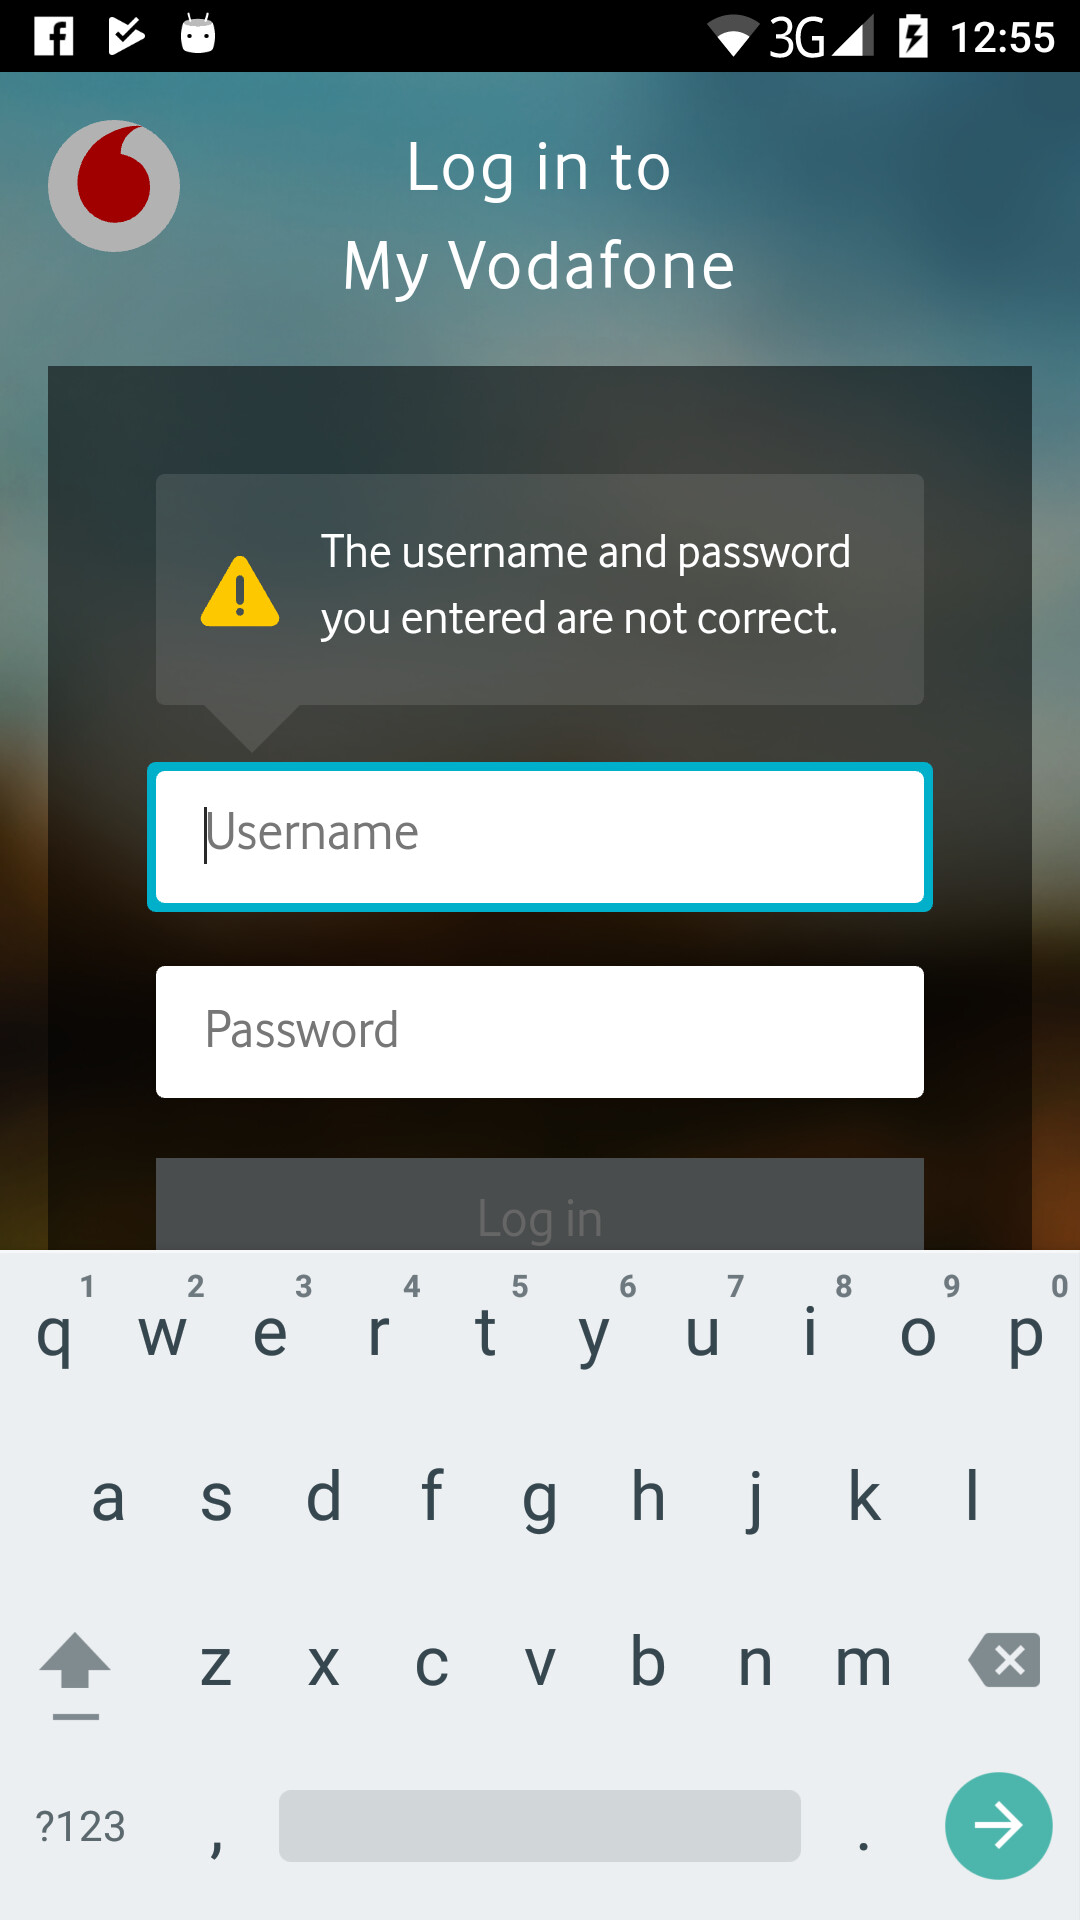 3G 12:55
Log in to
My Vodafone
The username and password
you entered are not correct.
Username
Password
Log in
1 2 3 4 5 6 7 8 9 0
q w e r t y u i o p
a s d f g h j k l
z x c v b n m
?123 , .